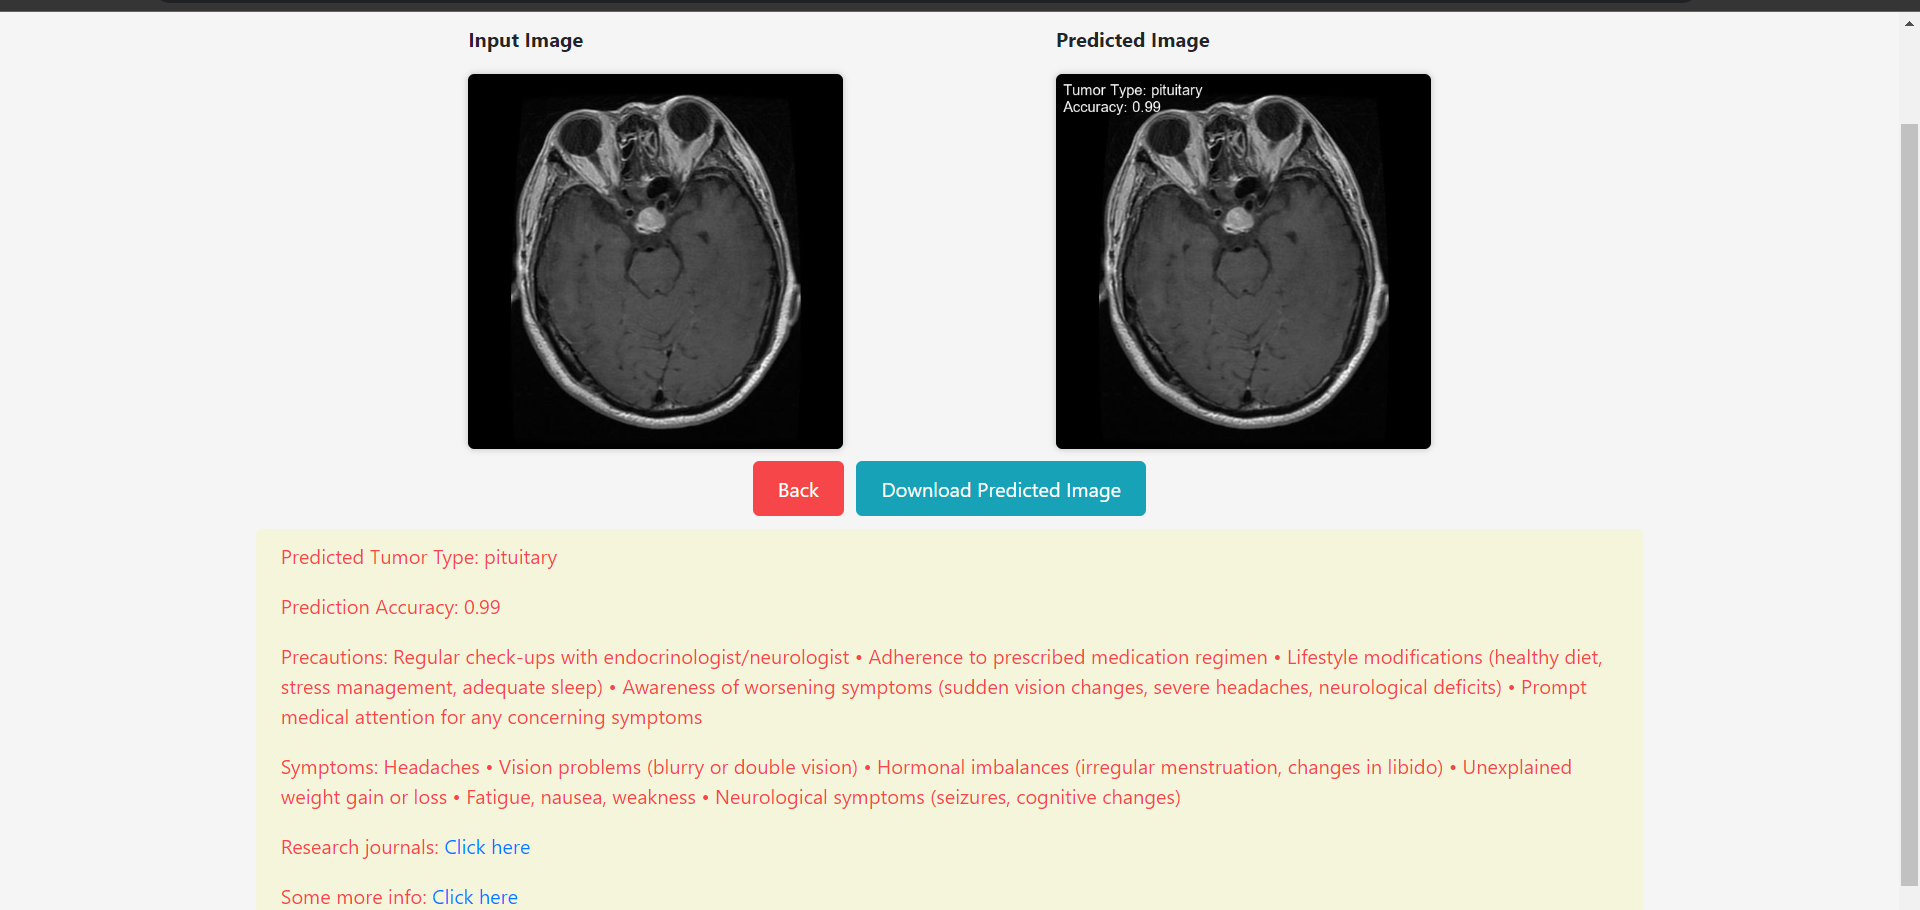 Input Image
Predicted Image
Tumor Type: pituitary
Accuracy: 0.99
Back
Download Predicted Image
Predicted Tumor Type: pituitary
Prediction Accuracy: 0.99
Precautions: Regular check-ups with endocrinologist/neurologist • Adherence to prescribed medication regimen • Lifestyle modifications (healthy diet,
stress management, adequate sleep) • Awareness of worsening symptoms (sudden vision changes, severe headaches, neurological deficits) • Prompt
medical attention for any concerning symptoms
Symptoms: Headaches • Vision problems (blurry or double vision) • Hormonal imbalances (irregular menstruation, changes in libido) • Unexplained
weight gain or loss • Fatigue, nausea, weakness • Neurological symptoms (seizures, cognitive changes)
Research journals: Click here
Some more info: Click here